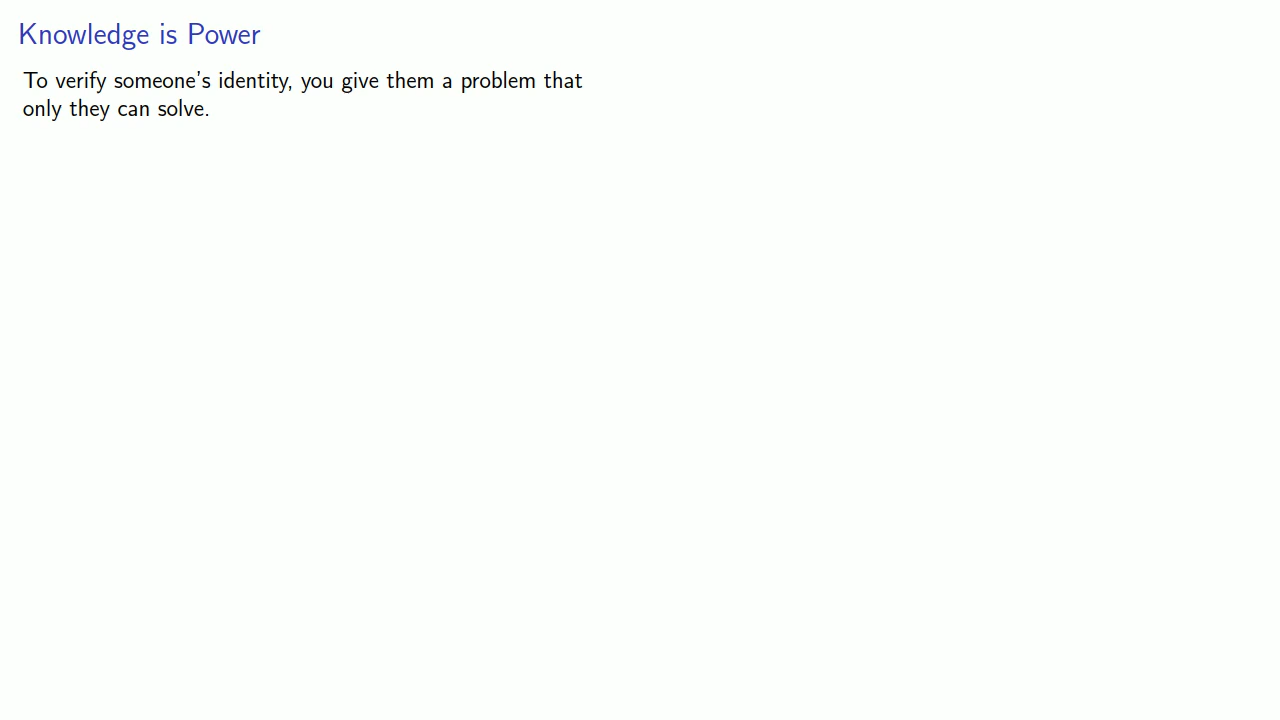 Knowledge is Power
To verify someone's identity, you give them a problem that
only they can solve.